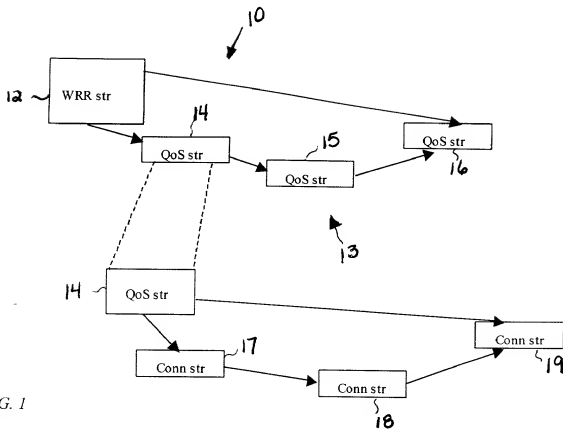 10
12
WRR str
14
QoS str
15
QoS str
QoS str
16
13
14
QoS str
17
Conn str
Conn str
19
Conn str
18
G. 1